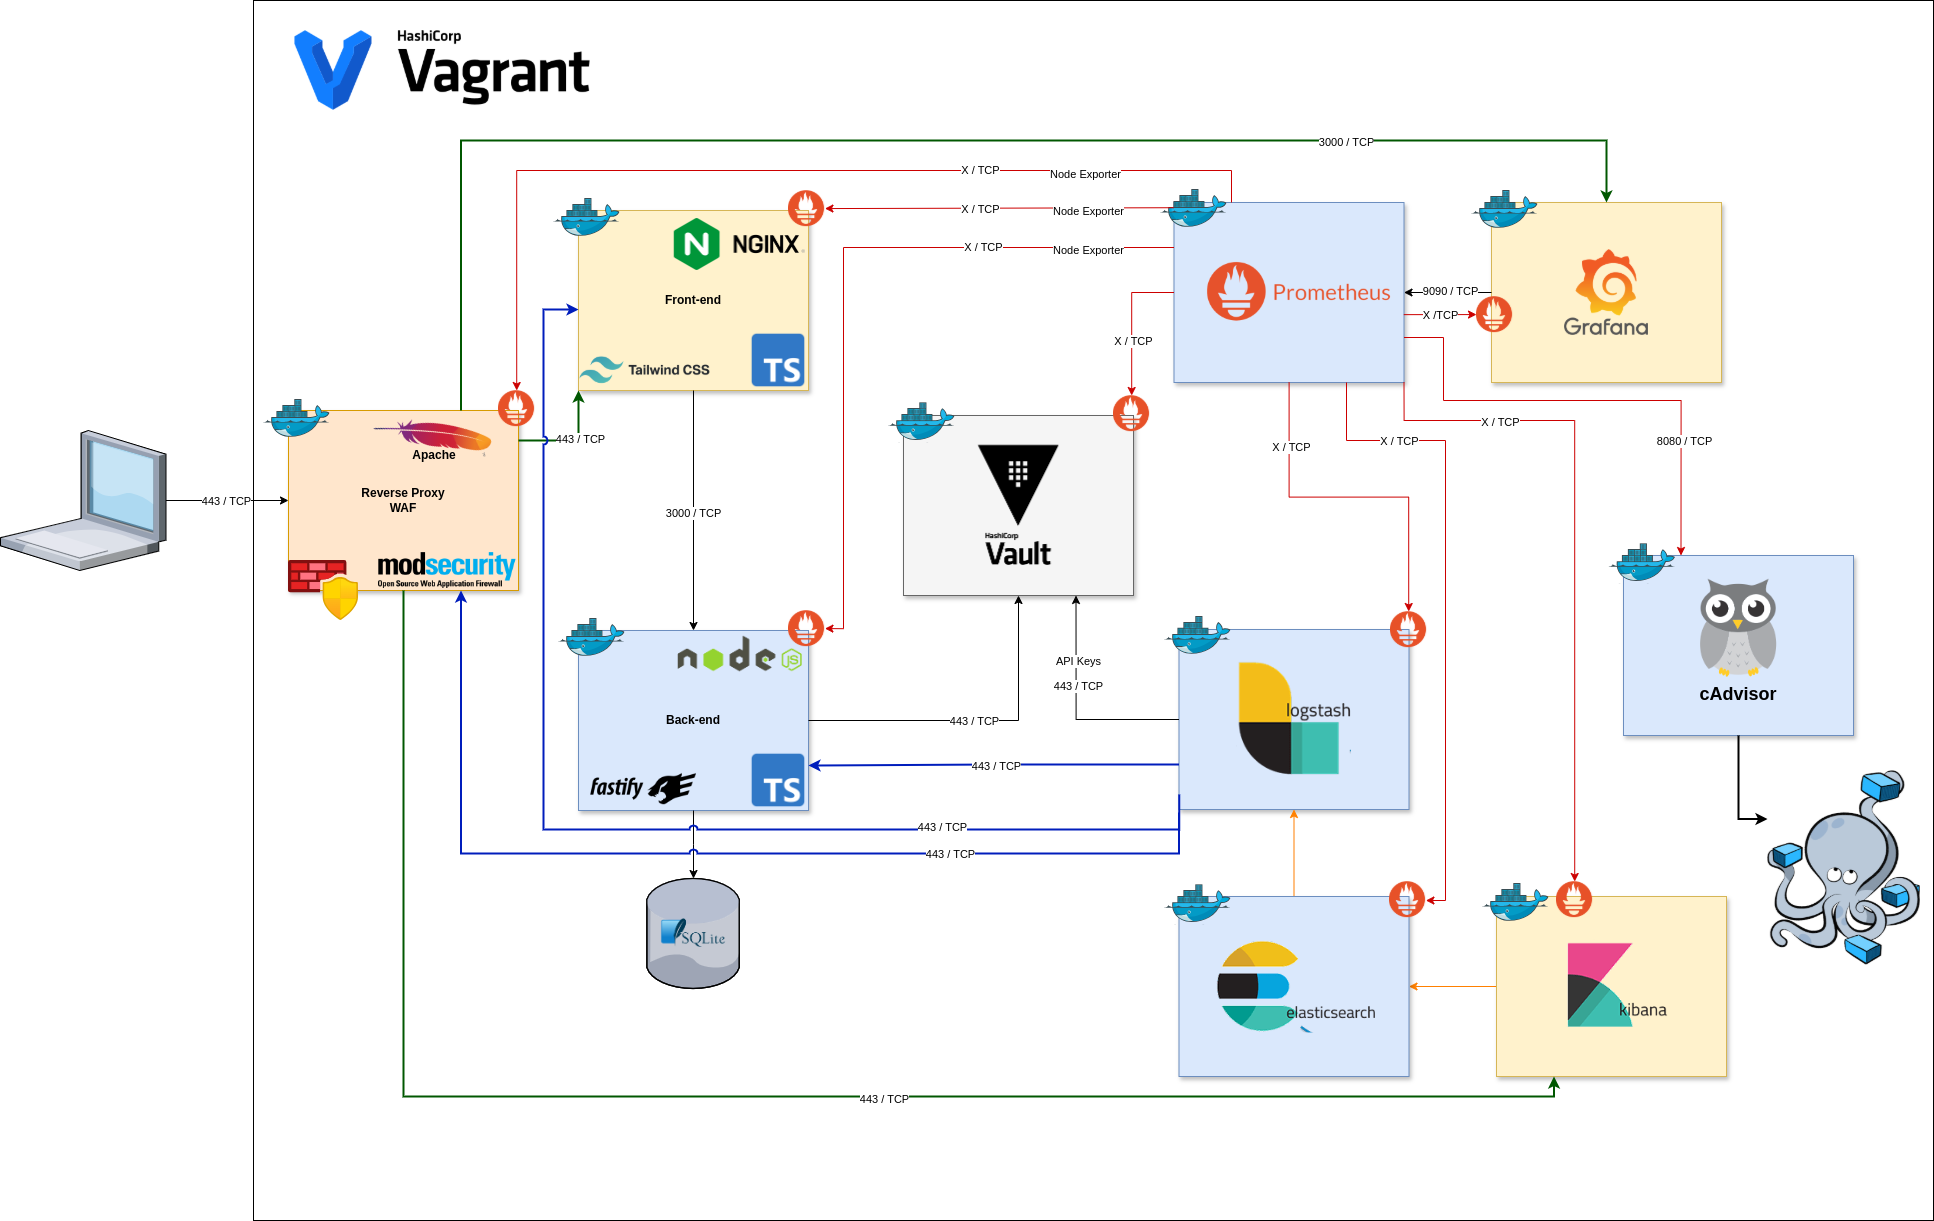 HashiCorp
Vagrant
3000 / TCP
X / TCP
Node Exporter
X / TCP
Node Exporter
X / TCP
Node Exporter
NGINX
Front-end
Tailwind CSS
TS
Prometheus
9090 / TCP
X /TCP
Grafana
X / TCP
443 / TCP
Apache
Reverse Proxy
WAF
modsecurity
Open Source Web Application Firewall
443 / TCP
3000 / TCP
HashiCorp
Vault
X / TCP
X / TCP
X / TCP
8080 / TCP
cAdvisor
node
JS
Back-end
fastify
TS
443 / TCP
API Keys
443 / TCP
logstash
443 / TCP
443 / TCP
443 / TCP
SQLite
elasticsearch
kibana
443 / TCP